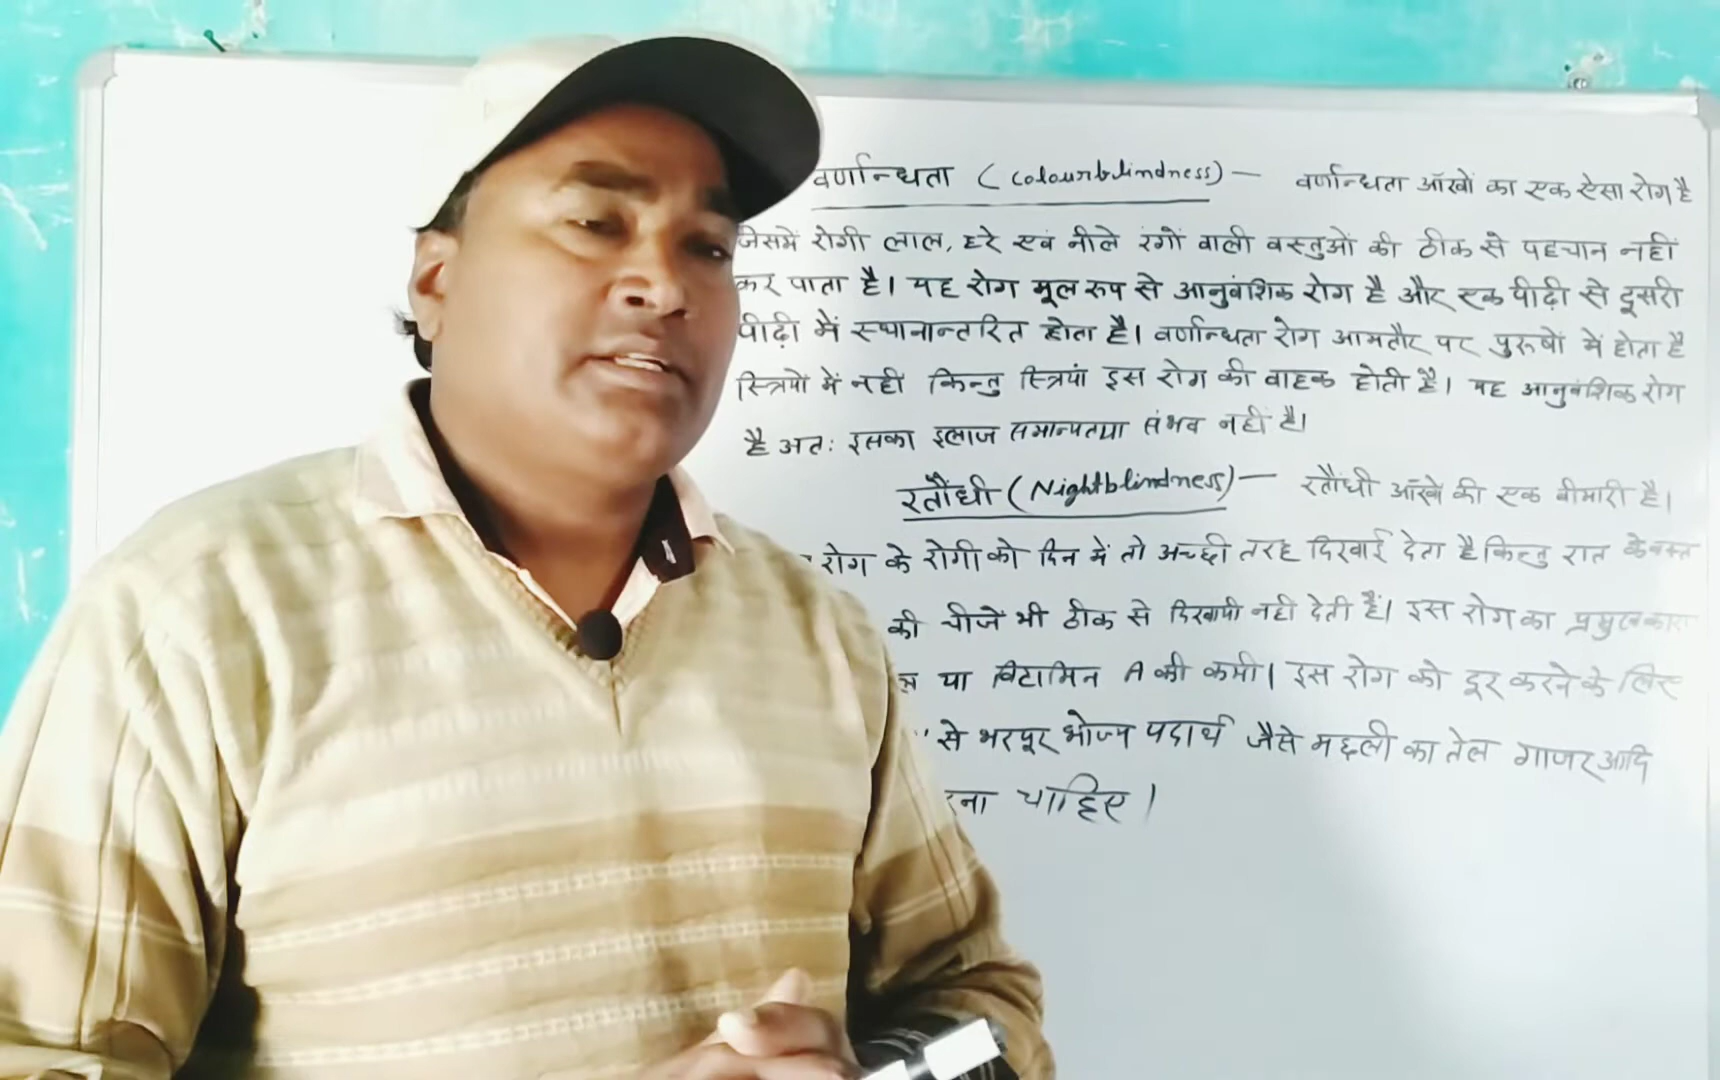 वर्णान्धता (Colourblindness) — वर्णान्धता आँखों का एक ऐसा रोग है
जिसमें रोगी लाल, हरे एवं नीले रंगों वाली वस्तुओं की ठीक से पहचान नहीं
कर पाता है। यह रोग मूल रूप से आनुवंशिक रोग है और एक पीढ़ी से दूसरी
पीढ़ी में स्थानान्तरित होता है। वर्णान्धता रोग आमतौर पर पुरुषों में होता है
स्त्रियों में नहीं किन्तु स्त्रियां इस रोग की वाहक होती है। यह आनुवंशिक रोग
है अत: इसका इलाज समान्यतया संभव नहीं है।
रतौंधी (Nightblindness) — रतौंधी आँखो की एक बीमारी है।
रोग के रोगी को दिन में तो अच्छी तरह दिखाई देता है किन्तु रात के वक्त
की चीजें भी ठीक से दिखायी नही देती हैं। इस रोग का प्रमुख
या विटामिन A की कमी। इस रोग को दूर करने के लिए
से भरपूर भोज्य पदार्थ जैसे मछली का तेल गाजर आदि
चाहिए।